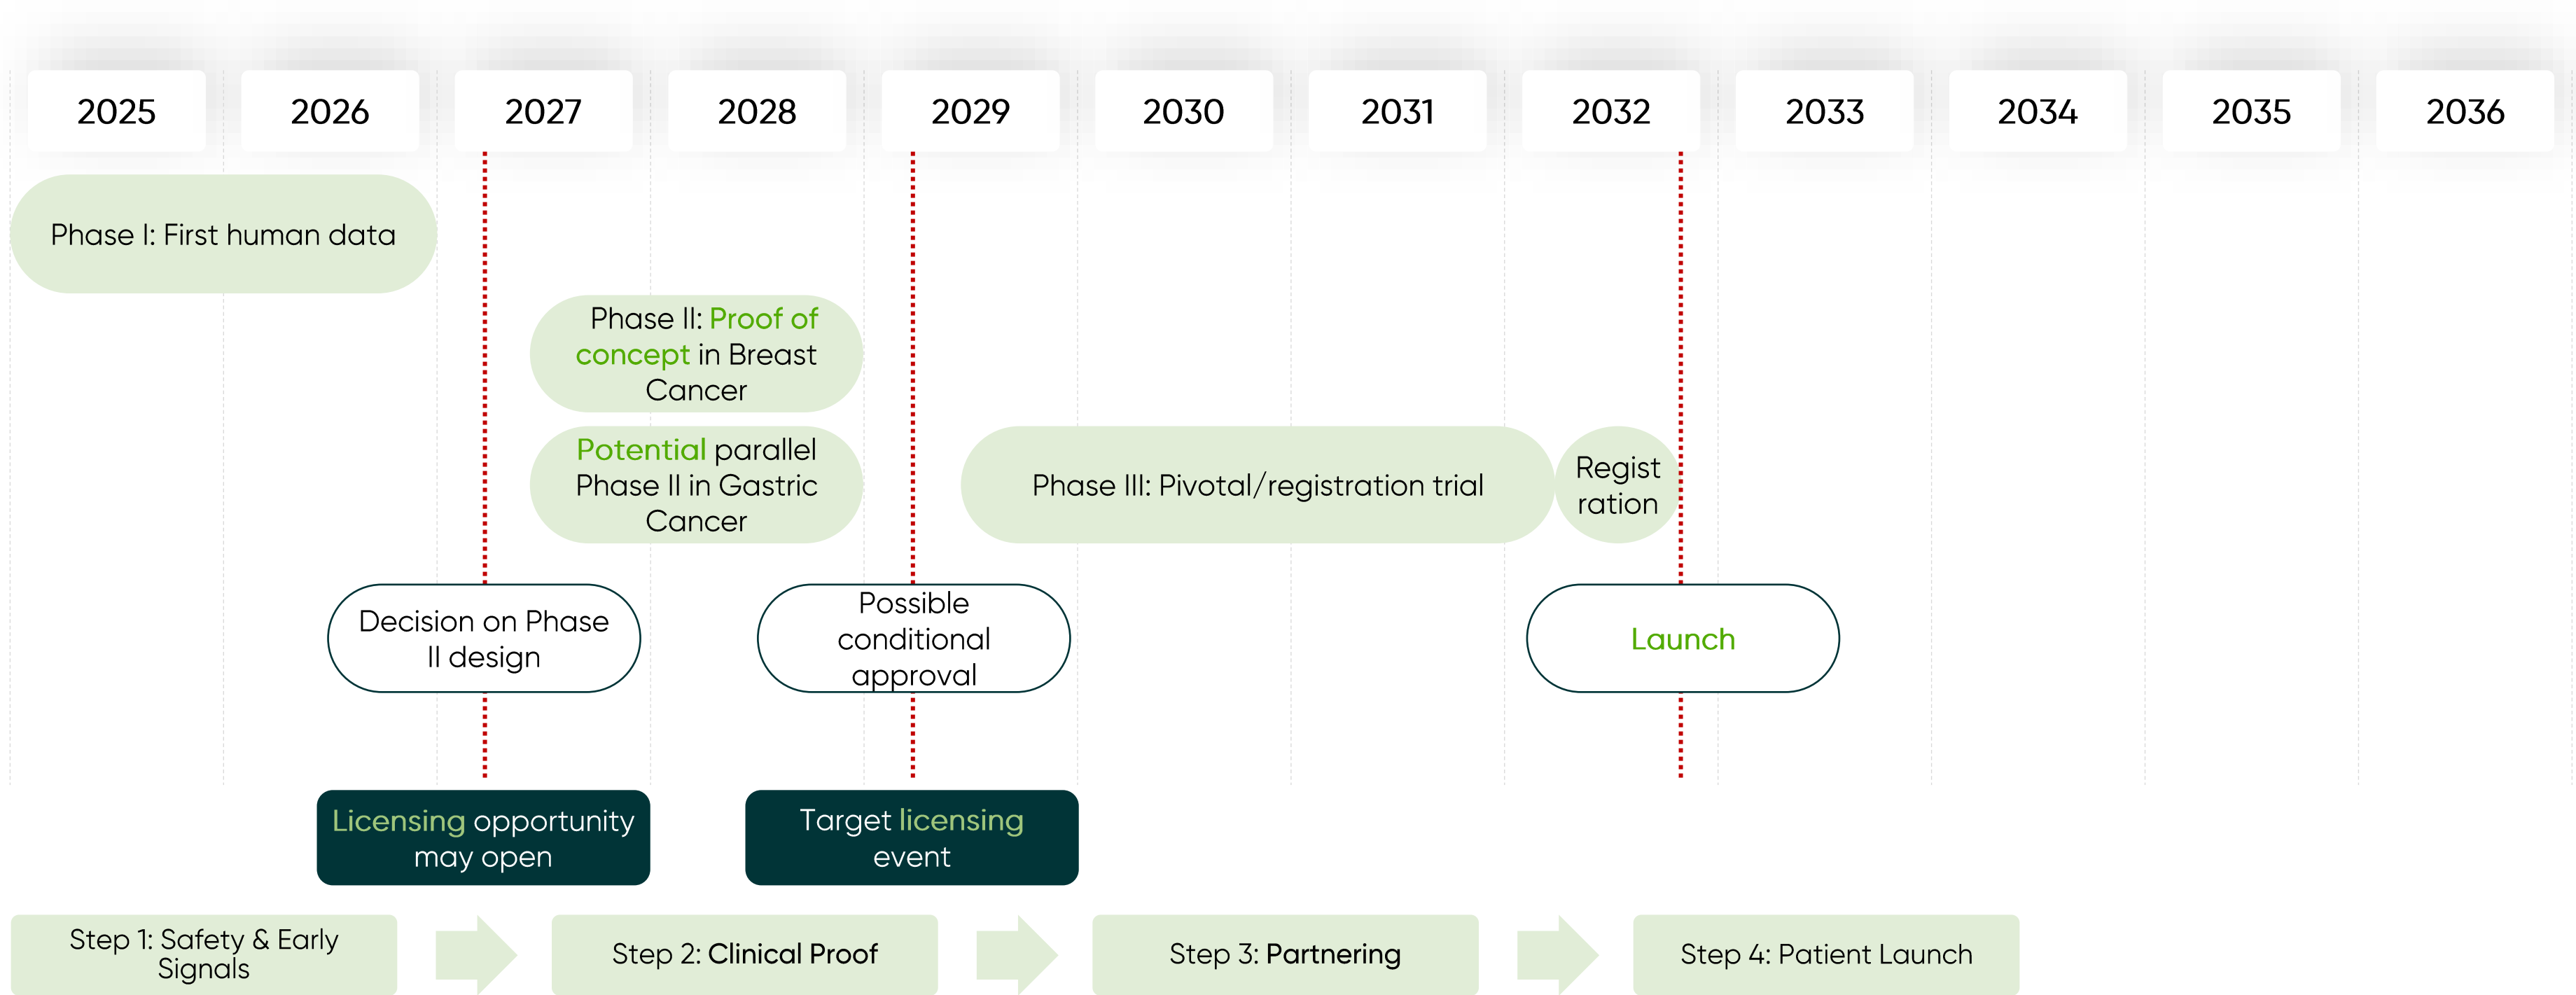 2025
2026
2027
2028
2029
2030
2031
2032
2033
2034
2035
2036
Phase I: First human data
Phase II: Proof of
concept in Breast
Cancer
Potential parallel
Phase II in Gastric
Cancer
Phase III: Pivotal/registration trial
Regist
ration
Decision on Phase
II design
Possible
conditional
approval
Launch
Licensing opportunity
may open
Target licensing
event
Step 1: Safety & Early
Signals
Step 2: Clinical Proof
Step 3: Partnering
Step 4: Patient Launch